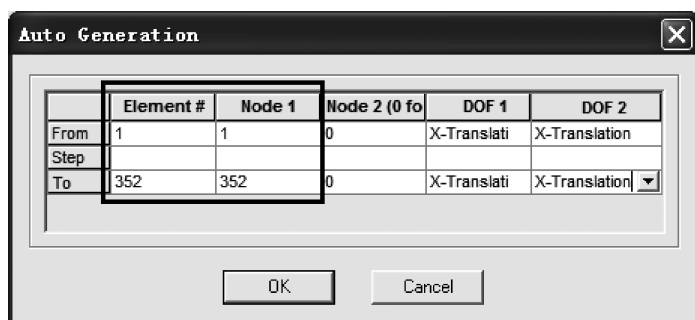 Auto Generation
Element # Node 1 Node 2 (0 fo DOF 1 DOF 2
From 1 1 0 X-Translati X-Translation
Step
To 352 352 0 X-Translati X-Translation
OK Cancel